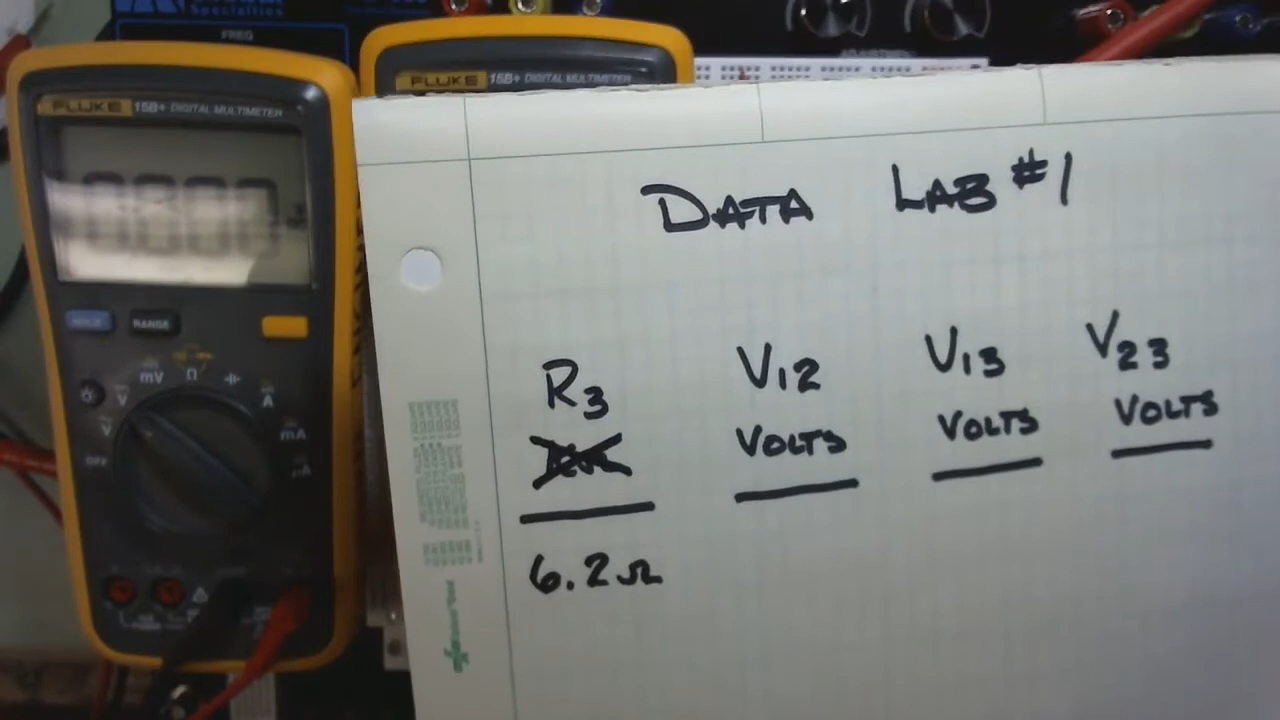 Specialties
FREQ
FLUKE 15B+ DIGITAL MULTIMETER
FLUKE 15B+ DIGITAL MULTIMETER
HOLD RANGE
mV Ω
V A
V mA
OFF µA
DATA LAB #1
R3 V12 V13 V23
VOLTS VOLTS VOLTS
6.2Ω